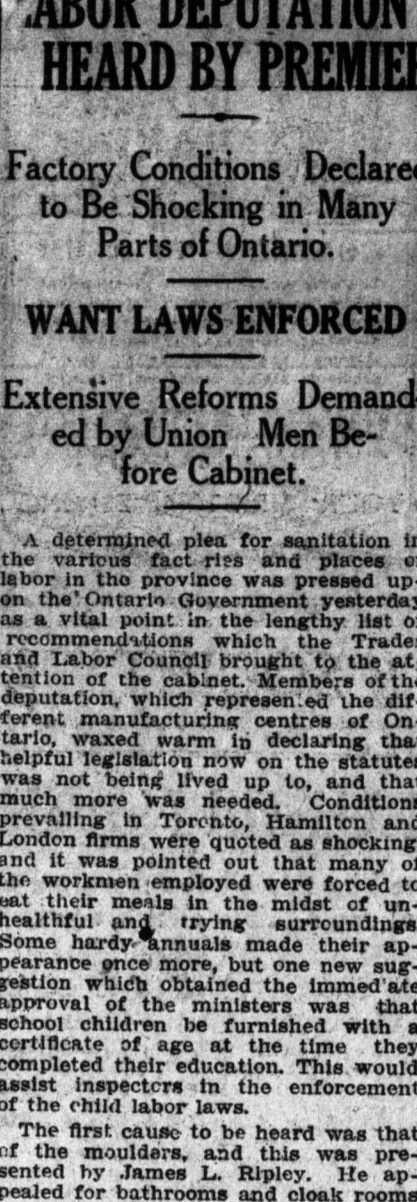 LABOR DEPUTATION
HEARD BY PREMIE
Factory Conditions Declare
to Be Shocking in Many
Parts of Ontario.
WANT LAWS ENFORCED
Extensive Reforms Demand-
ed by Union Men Be-
fore Cabinet.
A determined plea for sanitation in
the various fact ries and places o
labor in the province was pressed up-
on the Ontario Government yesterday
as a vital point in the lengthy list o
recommendations which the Trade
and Labor Council brought to the at
tention of the cabinet. Members of the
deputation, which represented the dif-
ferent manufacturing centres of On-
tario, waxed warm in declaring tha
helpful legislation now on the statutes
was not being lived up to, and that
much more was needed. Conditions
prevailing in Toronto, Hamilton and
London firms were quoted as shocking
and it was pointed out that many of
the workmen employed were forced to
eat their meals in the midst of un-
healthful and trying surroundings
Some hardy annuals made their ap-
pearance once more, but one new sug-
gestion which obtained the immed'ate
approval of the ministers was that
school children be furnished with a
certificate of age at the time they
completed their education. This would
assist inspectors in the enforcement
of the child labor laws.
The first cause to be heard was that
of the moulders, and this was pre-
sented by James L. Ripley. He ap-
pealed for bathrooms and cloak room